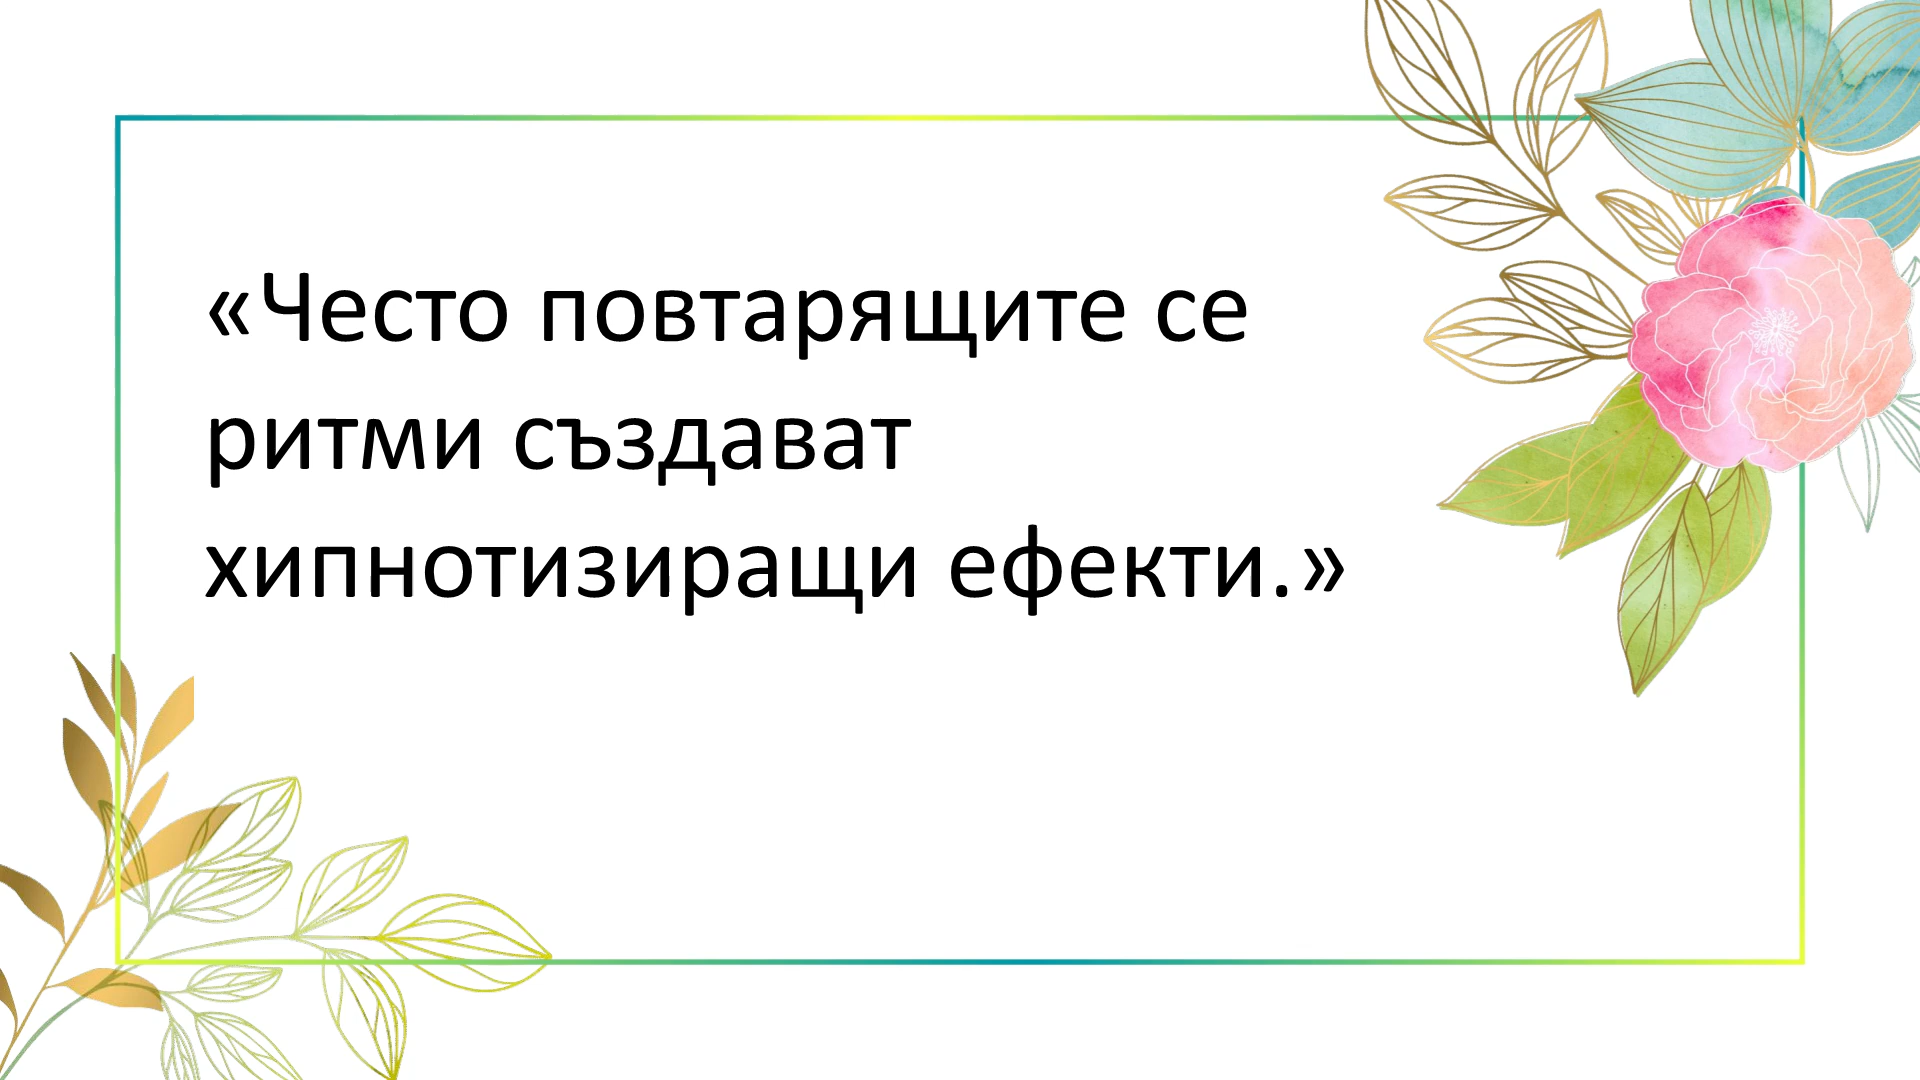 «Често повтарящите се
ритми създават
хипнотизиращи ефекти.»